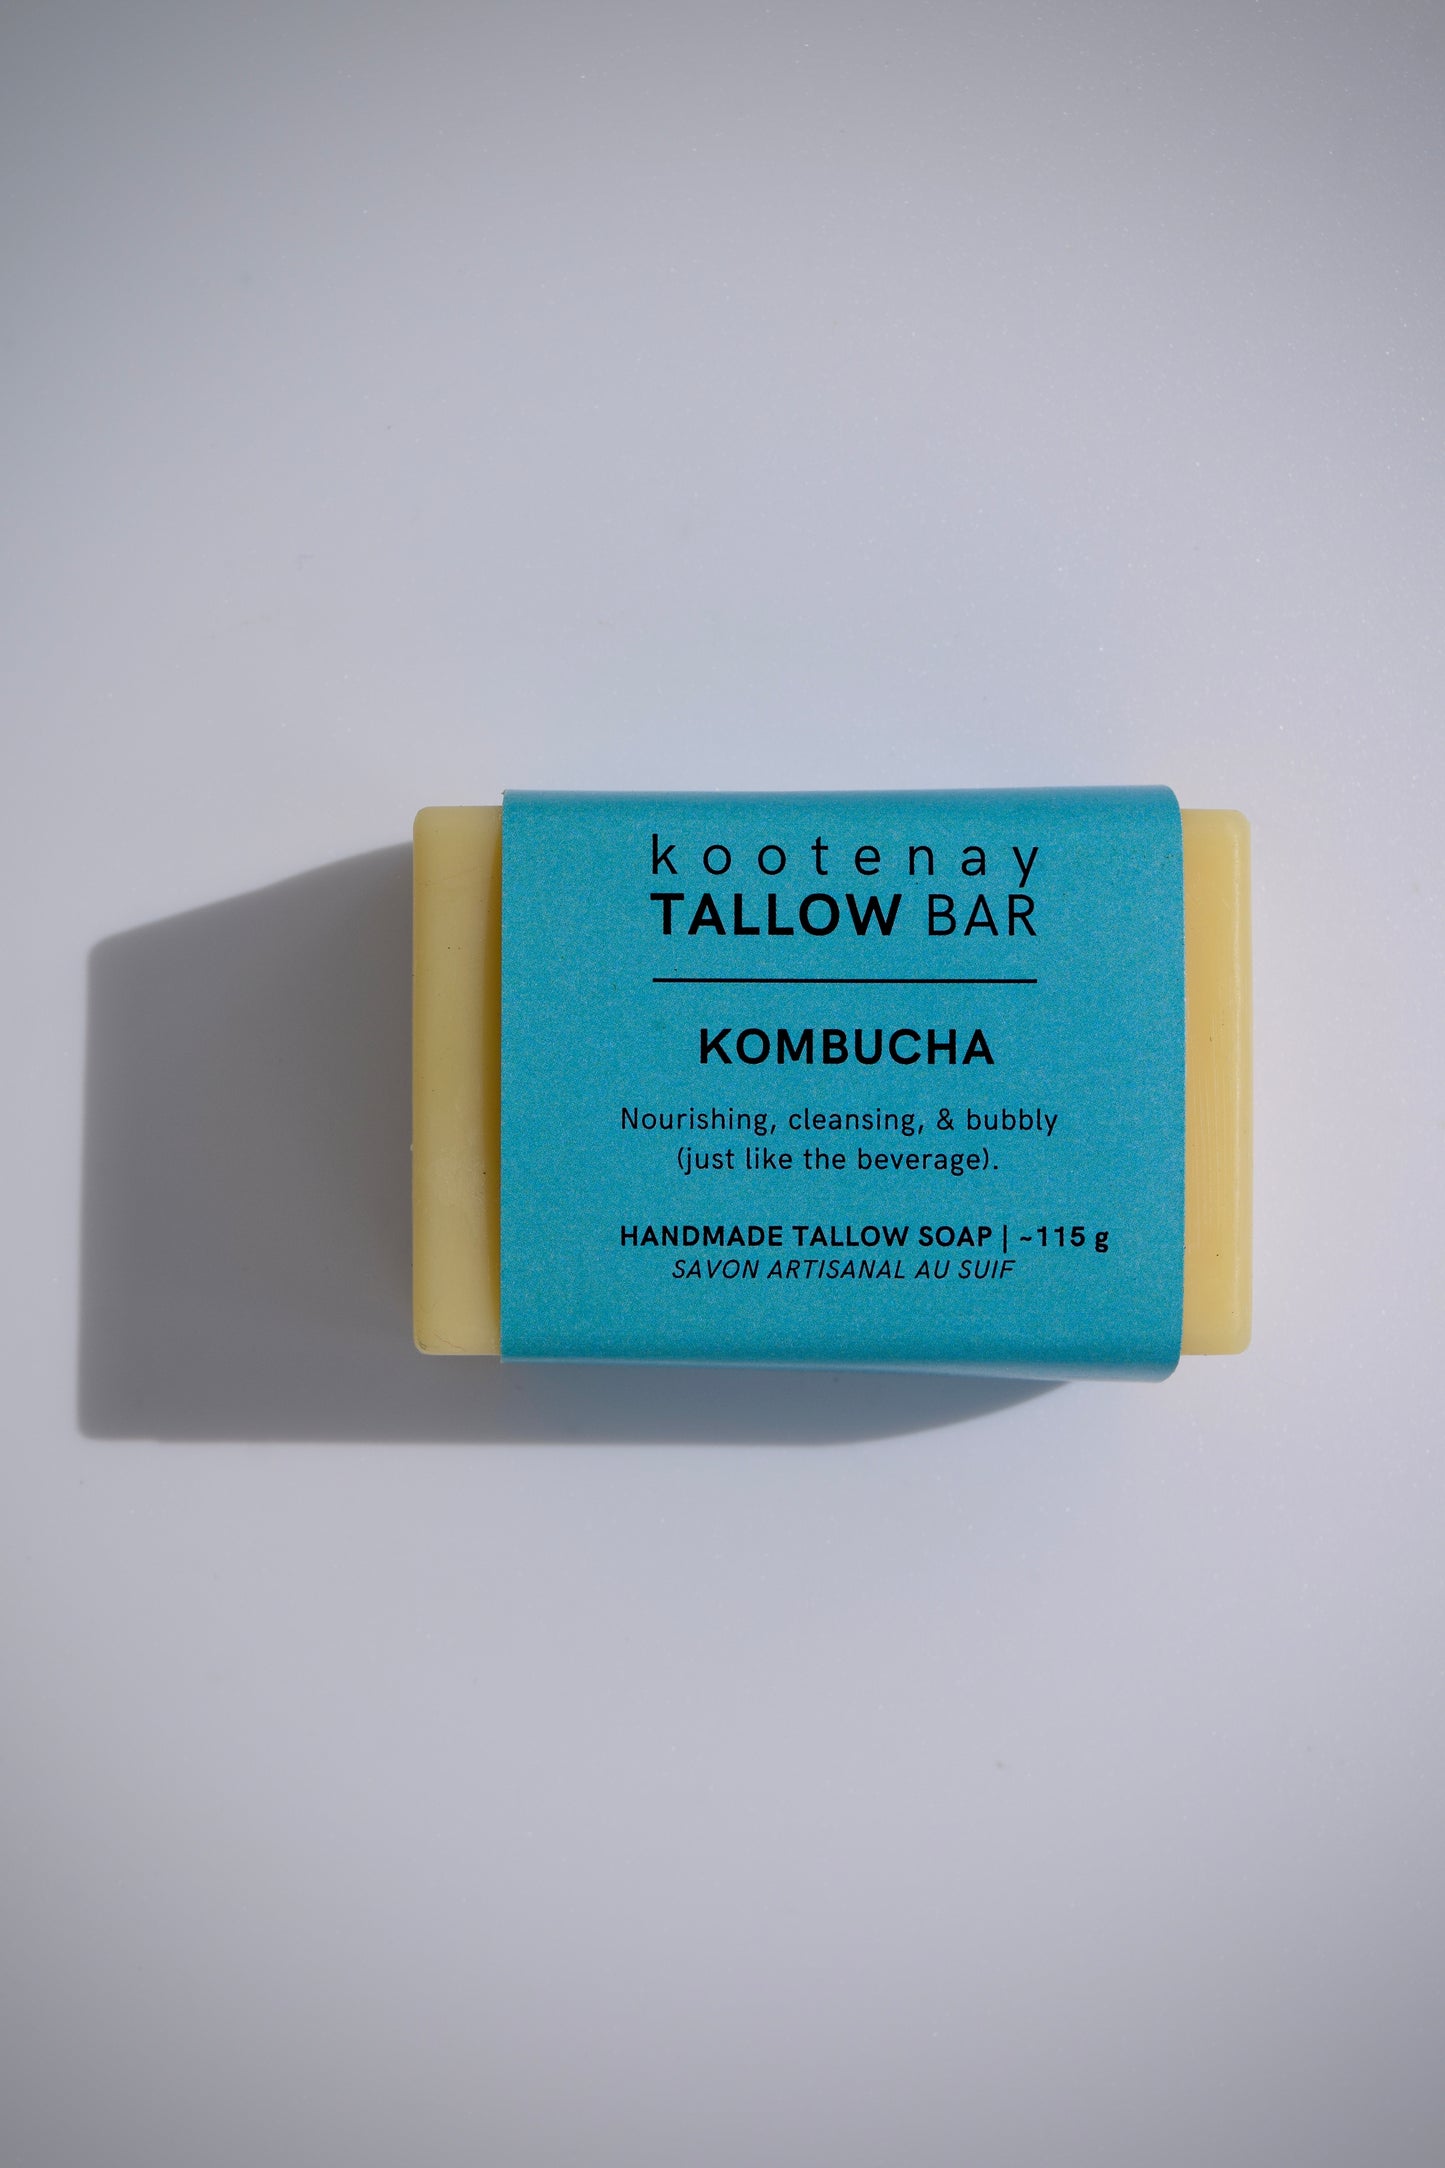 kootenay
TALLOW BAR
KOMBUCHA
Nourishing, cleansing, & bubbly
(just like the beverage).
HANDMADE TALLOW SOAP | ~115 g
SAVON ARTISANAL AU SUIF